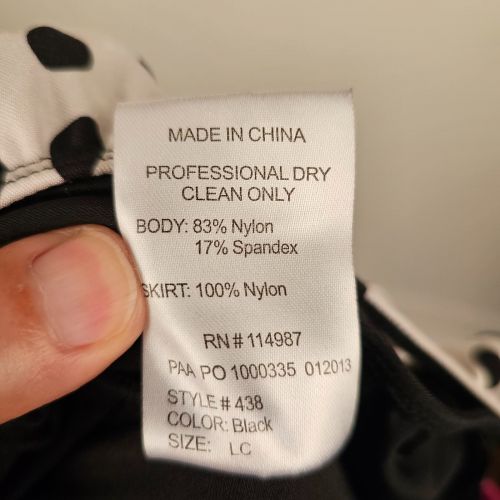 MADE IN CHINA
PROFESSIONAL DRY
CLEAN ONLY
BODY: 83% Nylon
17% Spandex
SKIRT: 100% Nylon
RN # 114987
PAA PO 1000335 012013
STYLE # 438
COLOR: Black
SIZE: LC